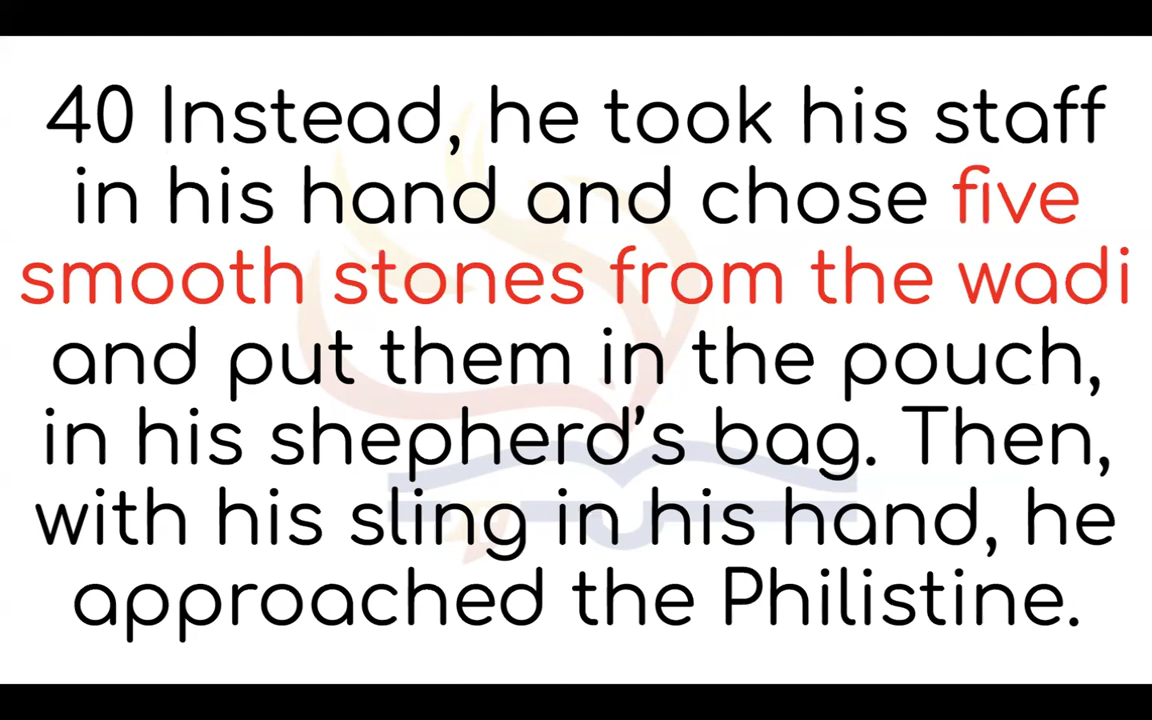 40 Instead, he took his staff
in his hand and chose five
smooth stones from the wadi
and put them in the pouch,
in his shepherd’s bag. Then,
with his sling in his hand, he
approached the Philistine.